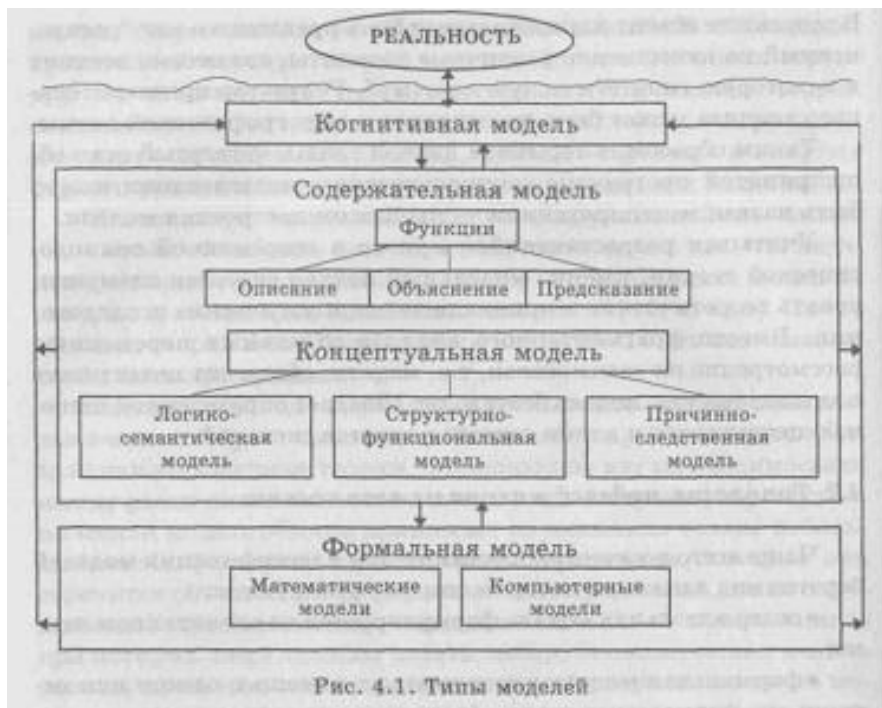 РЕАЛЬНОСТЬ
Когнитивная модель
Содержательная модель
Функции
Описание Объяснение Предсказание
Концептуальная модель
Логико-
семантическая
модель
Структурно-
функциональная
модель
Причинно-
следственная
модель
Формальная модель
Математические
модели
Компьютерные
модели
Рис. 4.1. Типы моделей